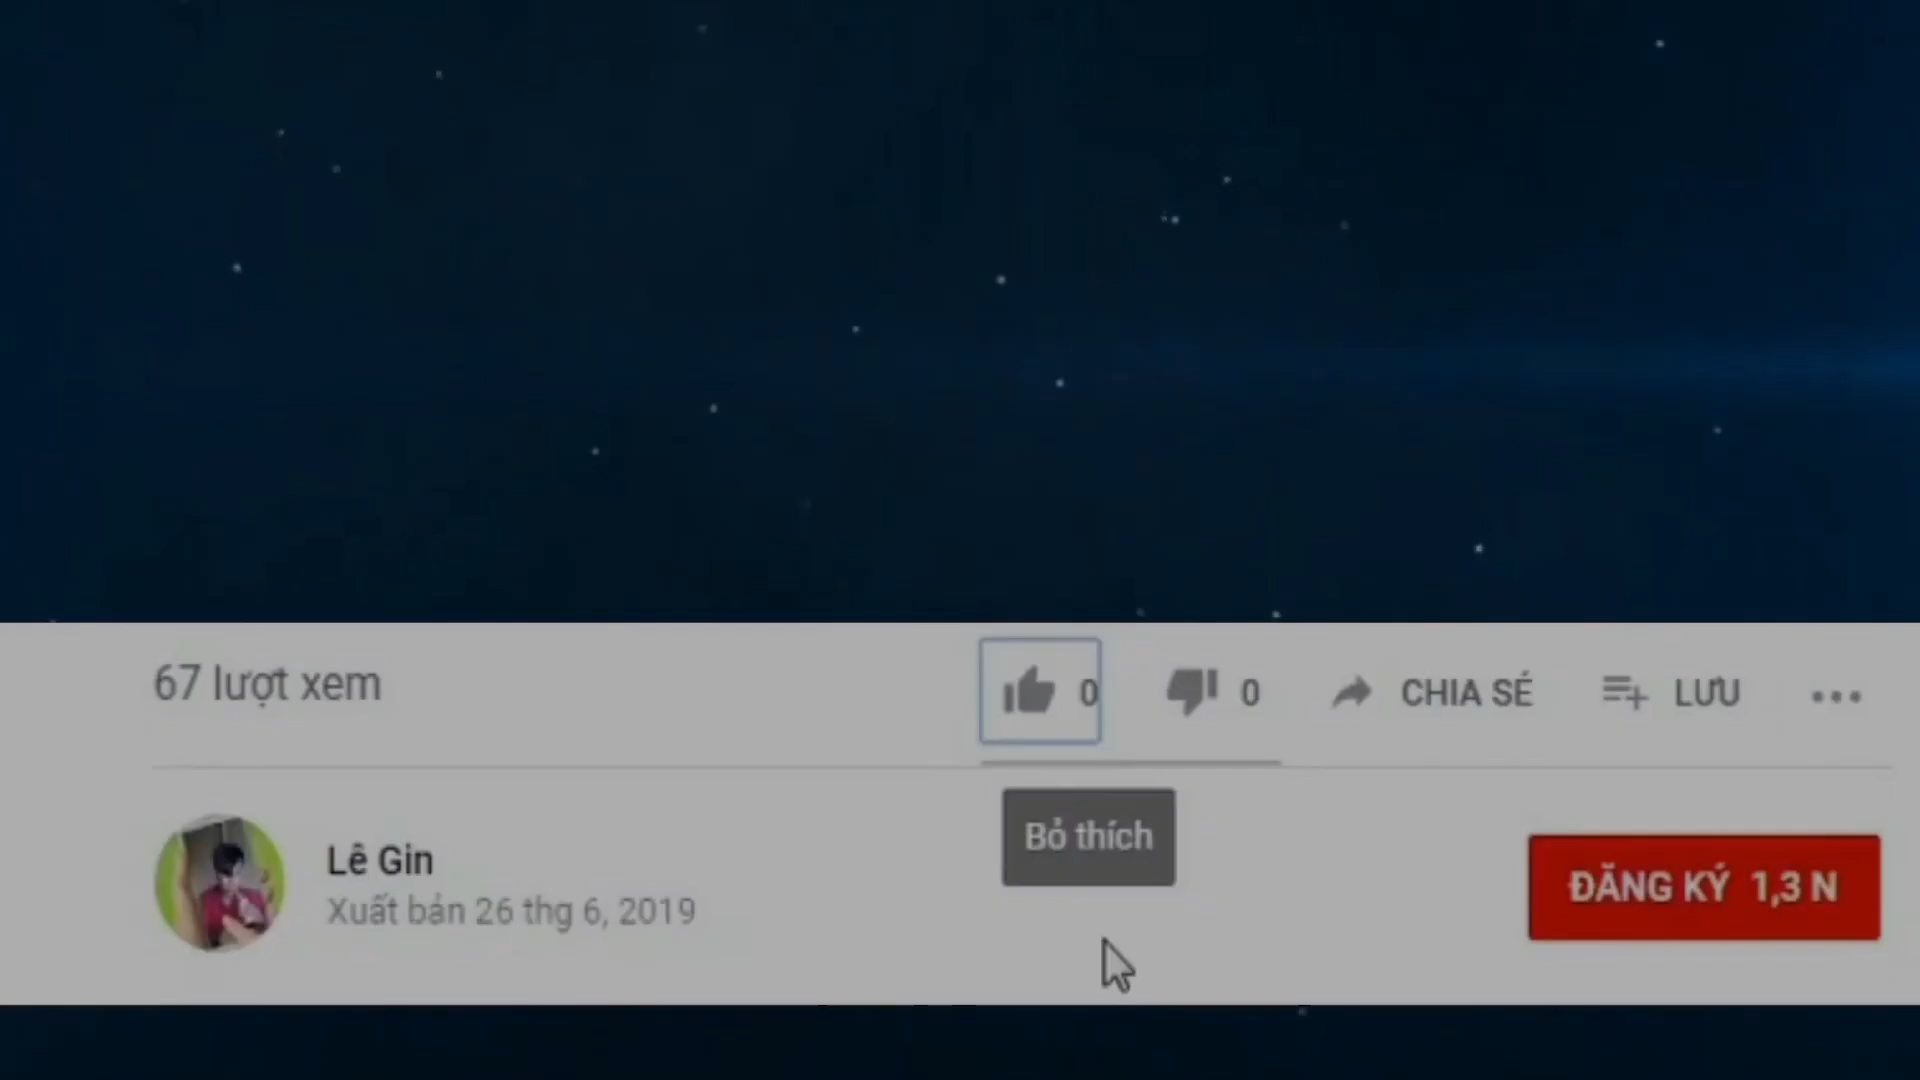 67 lượt xem
0
0
CHIA SẺ
LƯU
Bỏ thích
Lê Gin
Xuất bản 26 thg 6, 2019
ĐĂNG KÝ 1,3 N